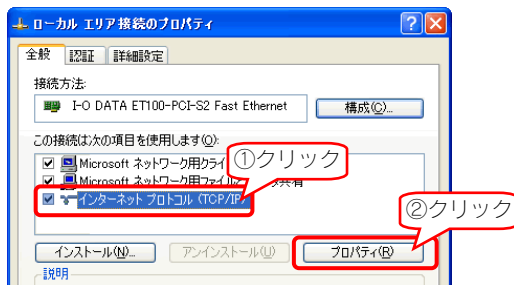 ローカル エリア接続のプロパティ
全般 認証 詳細設定
接続方法:
I-O DATA ET100-PCI-S2 Fast Ethernet 構成(C)...
この接続は次の項目を使用します(O):
Microsoft ネットワーク用クライ
①クリック
Microsoft ネットワーク用ファイル 共有
インターネット プロトコル (TCP/IP)
②クリック
インストール(N)... アンインストール(U) プロパティ(R)
説明